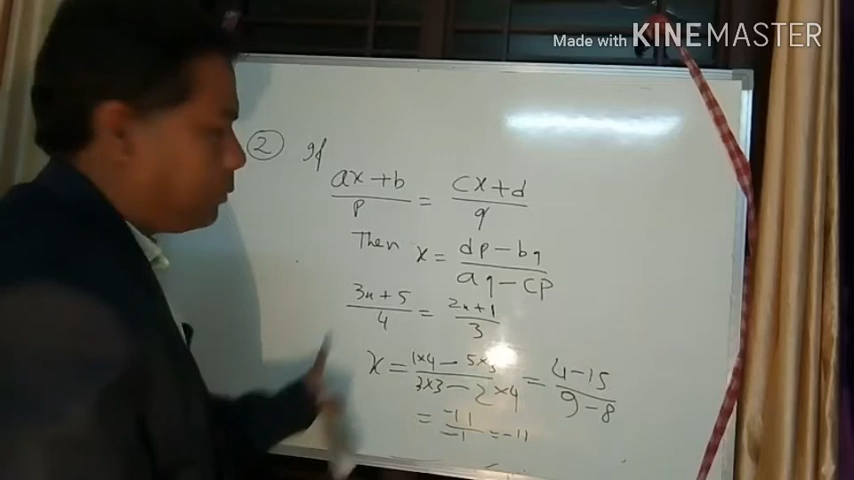 Made with KINEMASTER
② If
ax+b/p = cx+d/q
Then x = dp-bq/aq-cp
3x+5/4 = 2x+1/3
x = 1×4-5×3/3×3-2×4 = 4-15/9-8
= -11/-1 = -11